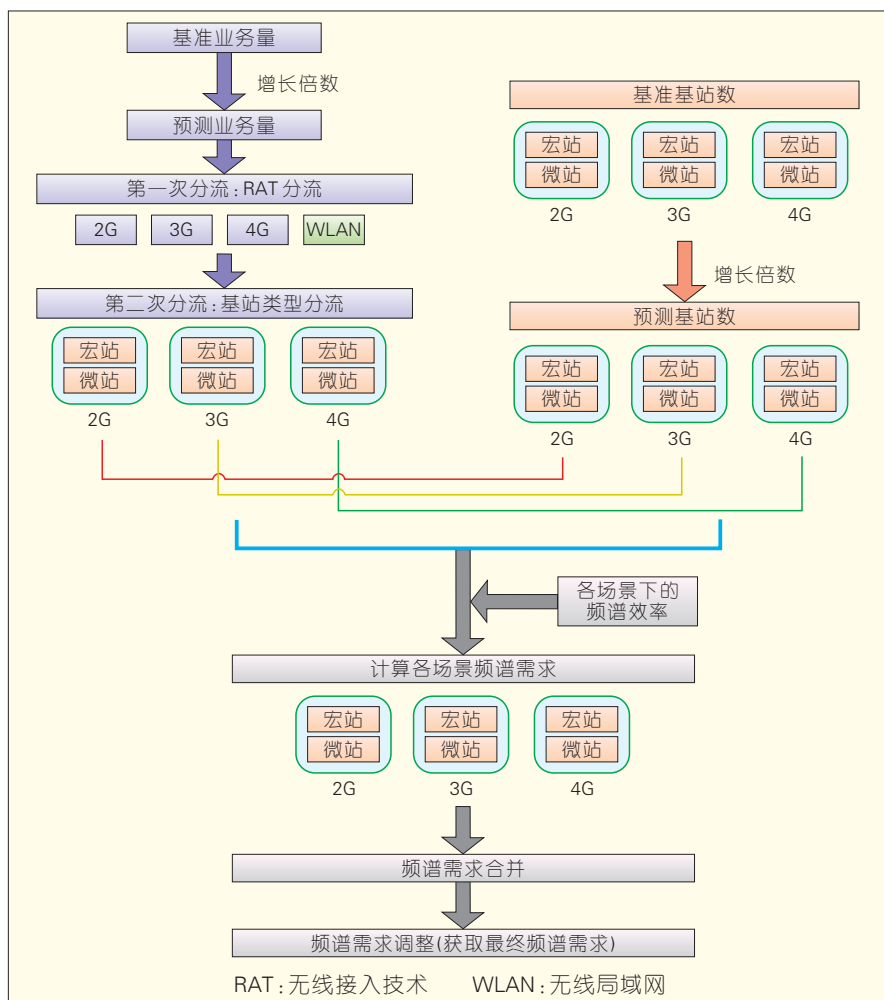 基准业务量
增长倍数
预测业务量
第一次分流:RAT分流
2G 3G 4G WLAN
第二次分流:基站类型分流
宏站 宏站 宏站
微站 微站 微站
2G 3G 4G
基准基站数
宏站 宏站 宏站
微站 微站 微站
2G 3G 4G
增长倍数
预测基站数
宏站 宏站 宏站
微站 微站 微站
2G 3G 4G
各场景下的
频谱效率
计算各场景频谱需求
宏站 宏站 宏站
微站 微站 微站
2G 3G 4G
频谱需求合并
频谱需求调整(获取最终频谱需求)
RAT:无线接入技术 WLAN:无线局域网